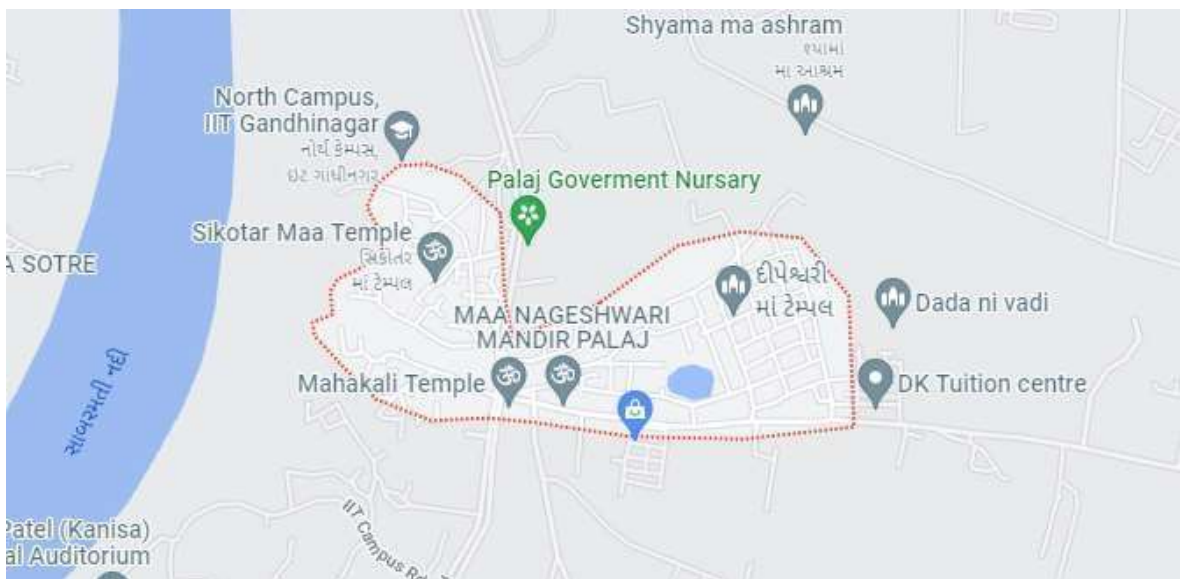 Shyama ma ashram
શ્યામા
મા આશ્રમ
North Campus,
IIT Gandhinagar
નોર્થ કેમ્પસ,
ઇટ ગાંધીનગર
Palaj Goverment Nursary
Sikotar Maa Temple
સિકોતર
માં ટેમ્પલ
A SOTRE
દીપેશ્વરી
માં ટેમ્પલ
Dada ni vadi
MAA NAGESHWARI
MANDIR PALAJ
Mahakali Temple
DK Tuition centre
સાબરમતી નદી
IIT Campus Rd
Patel (Kanisa)
ai Auditorium